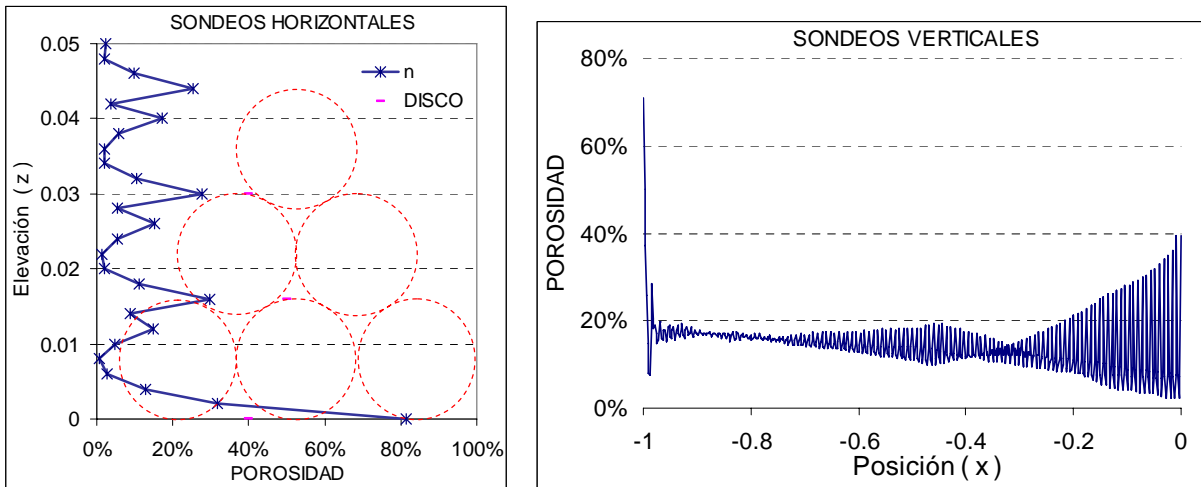 SONDEOS HORIZONTALES
0.05
0.04
0.03
0.02
0.01
0
Elevación ( z )
n
DISCO
0% 20% 40% 60% 80% 100%
POROSIDAD
SONDEOS VERTICALES
80%
60%
40%
20%
0%
POROSIDAD
-1 -0.8 -0.6 -0.4 -0.2 0
Posición ( x )